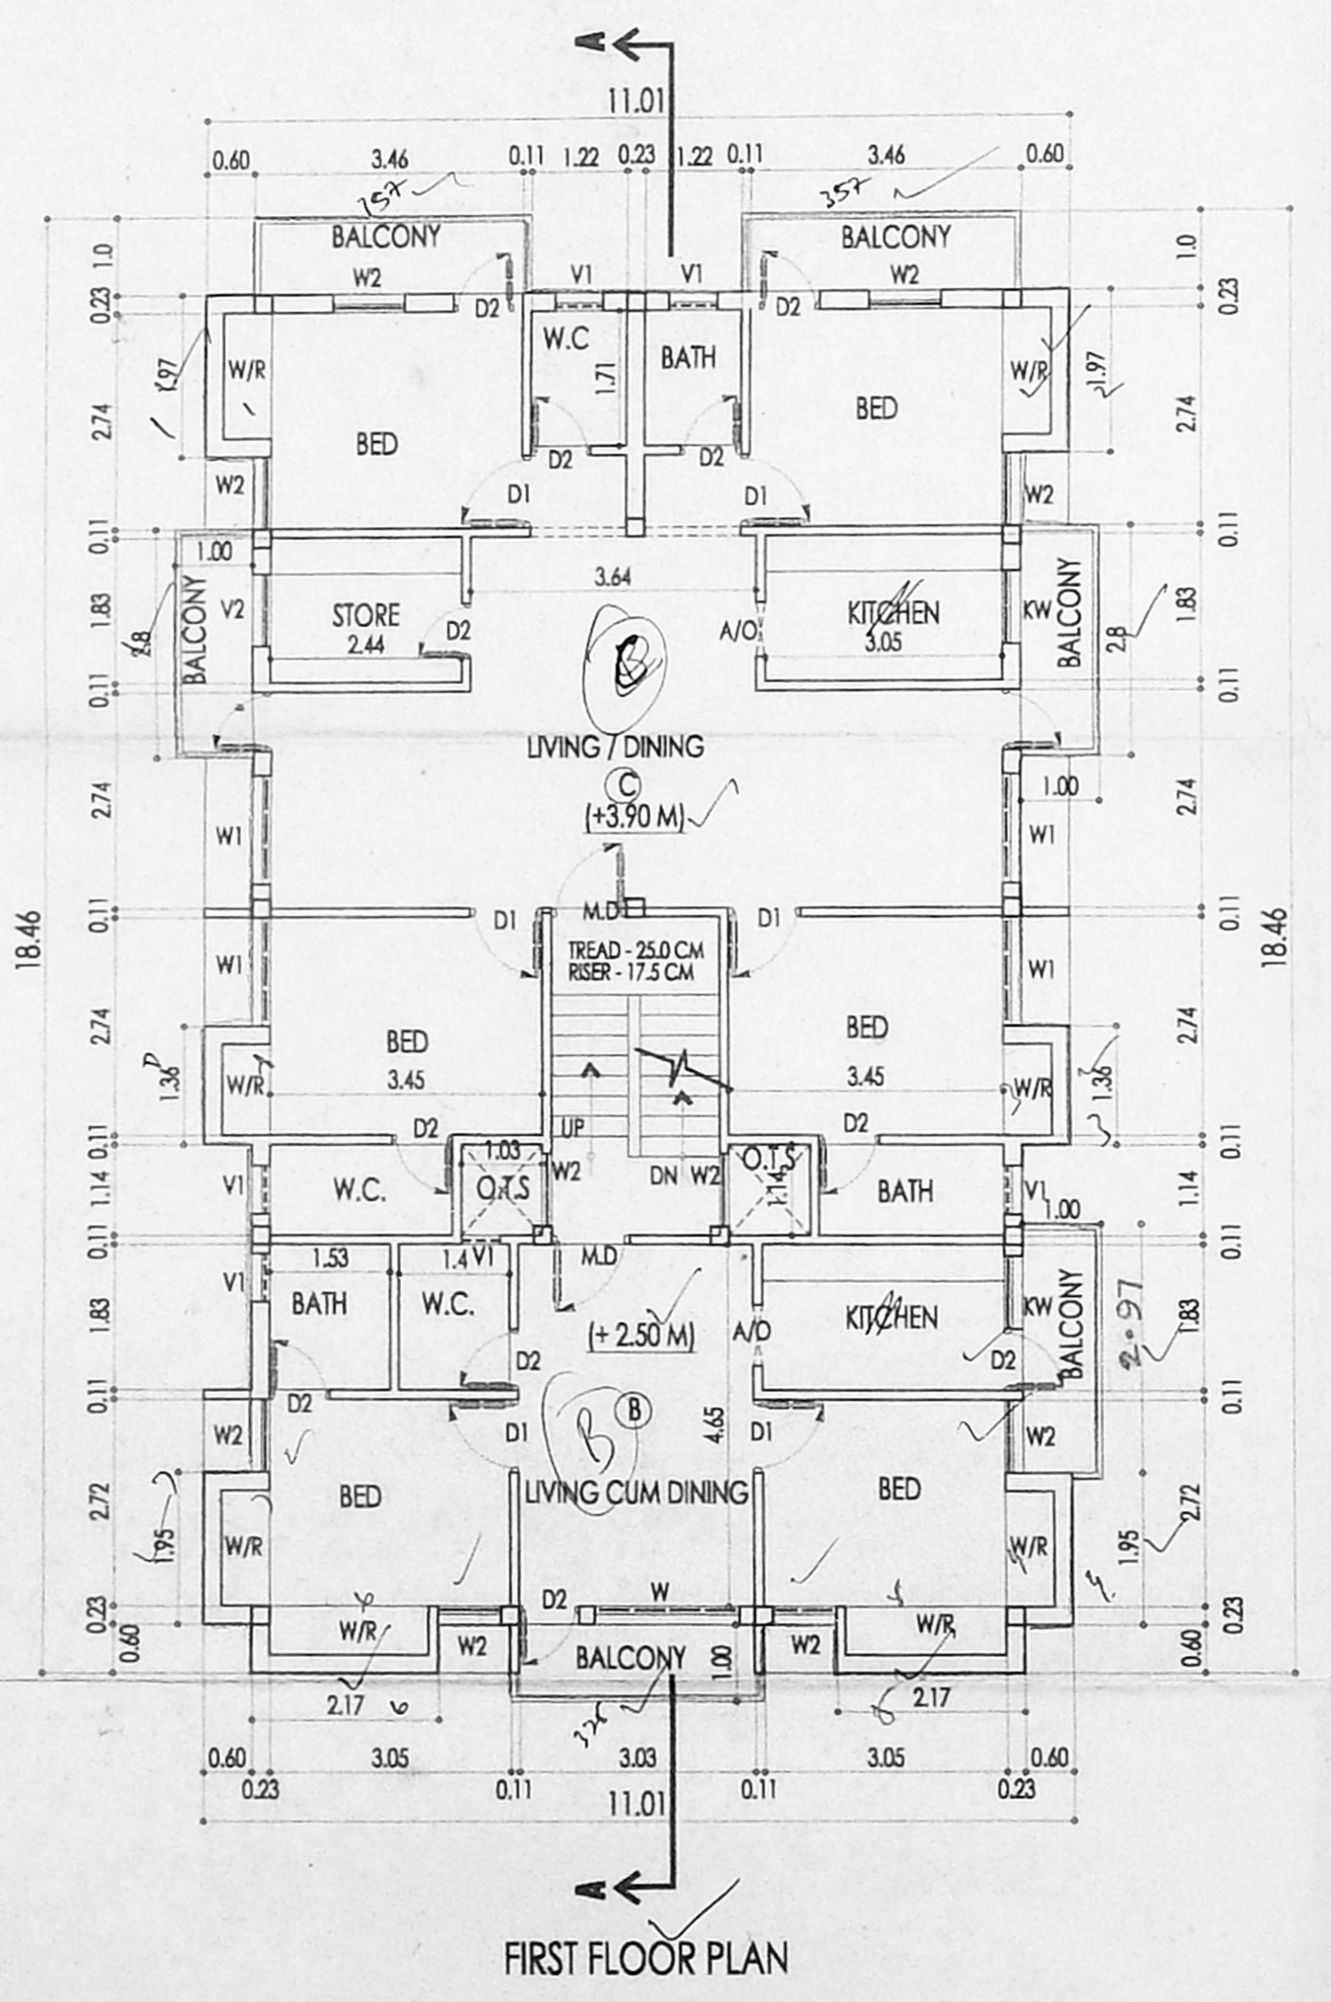 A
11.01
0.60 3.46 0.11 1.22 0.23 1.22 0.11 3.46 0.60
357 357
BALCONY BALCONY
1.0 W2 V1 V1 W2 1.0
0.23 D2 D2 0.23
W.C
W/R 1.71 BATH W/R
1.97 1.97
2.74 BED BED 2.74
D2 D2
W2 D1 D1 W2
0.11 0.11
1.00 3.64
BALCONY V2 STORE KITCHEN KW BALCONY
1.83 2.8 2.44 D2 A/O 3.05 2.8 1.83
B
0.11 0.11
LIVING / DINING
C
2.74 1.00 2.74
(+3.90 M)
W1 W1
0.11 D1 M.D D1 0.11
18.46 18.46
TREAD - 25.0 CM
W1 RISER - 17.5 CM W1
2.74 BED BED 2.74
1.36 W/R 3.45 3.45 W/R 1.36
D2 UP D2
0.11 1.03 0.11
W2 DN W2 O.T.S
V1 W.C. O.T.S 1.14 BATH V1
1.14 1.00 1.14
0.11 0.11
1.53 1.4 V1 M.D
V1
BATH W.C. KITCHEN KW BALCONY
1.83 (+ 2.50 M) A/O 2.97 1.83
D2 D2
0.11 D2 0.11
B B
W2 D1 4.65 D1 W2
BED LIVING CUM DINING BED
2.72 2.72
1.95 W/R W/R 1.95
D2 W
0.23 0.23
W/R W/R
0.60 W2 BALCONY 1.00 W2 0.60
2.17 6 326 2.17
0.60 3.05 3.03 3.05 0.60
0.23 0.11 0.11 0.23
11.01
A
FIRST FLOOR PLAN